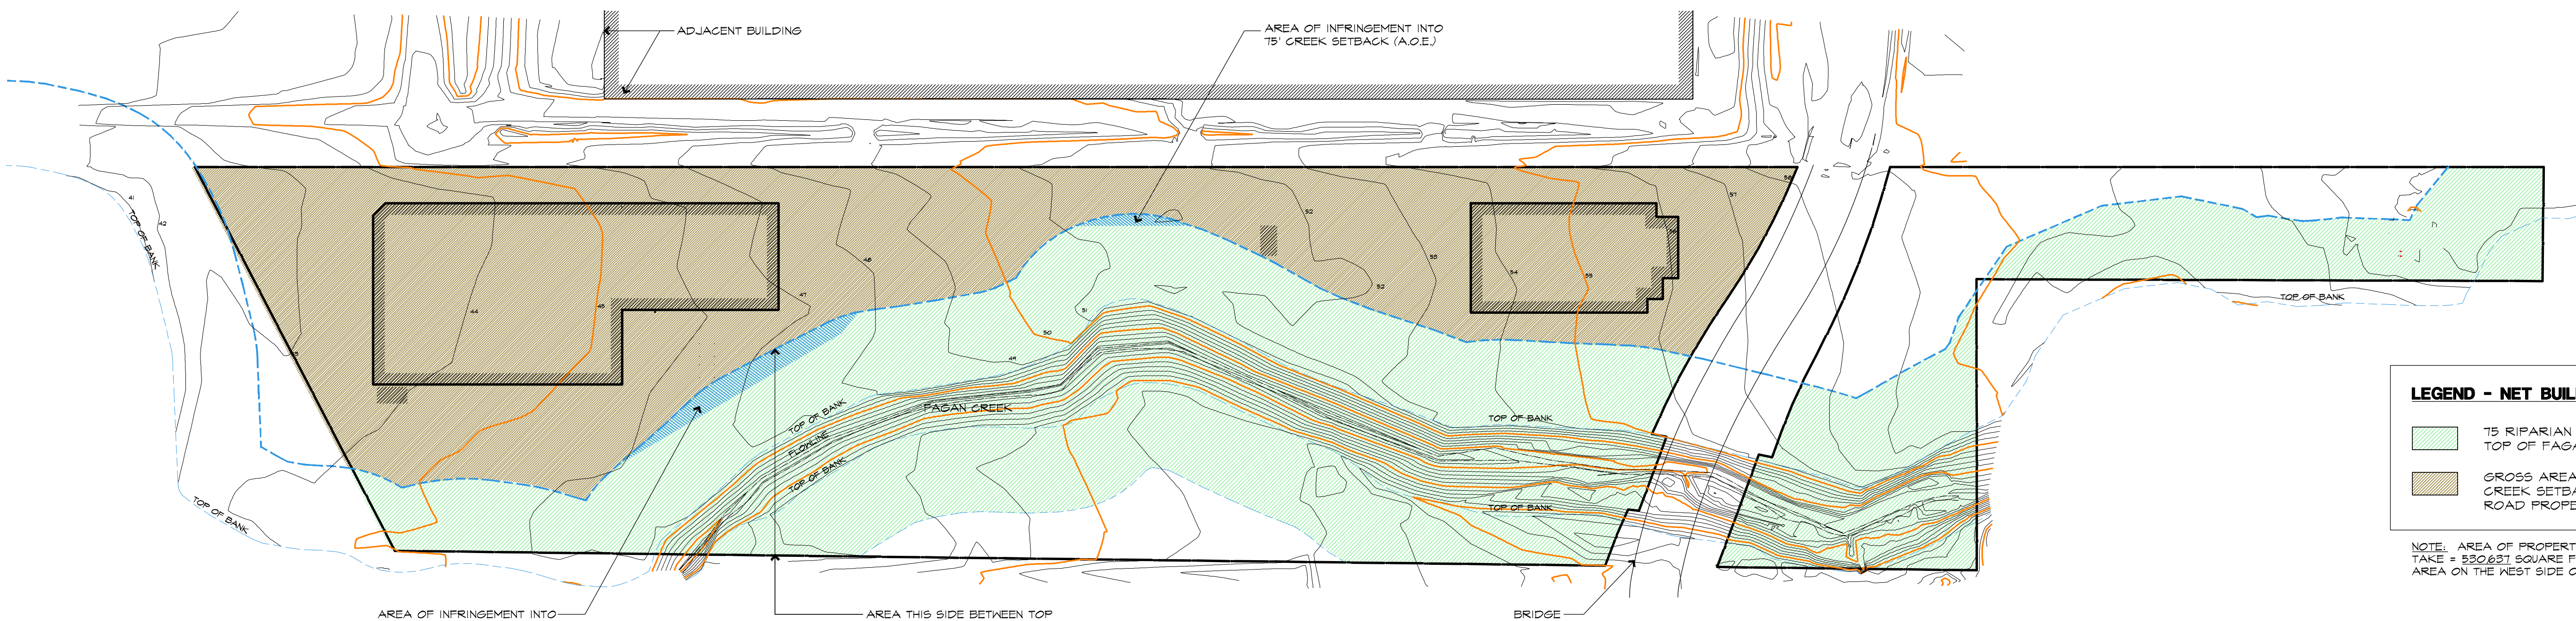 ADJACENT BUILDING
AREA OF INFRINGEMENT INTO
75' CREEK SETBACK (A.O.E.)
41
42
TOP OF BANK
58
57
52
56
48
53
52
54
55
47
45
44
51
50
49
43
TOP OF BANK
TOP OF BANK
FLOWLINE
TOP OF BANK
FAGAN CREEK
TOP OF BANK
TOP OF BANK
TOP OF BANK
LEGEND - NET BUIL
75 RIPARIAN
TOP OF FAGA
GROSS AREA
CREEK SETBA
ROAD PROPE
NOTE: AREA OF PROPERT
TAKE = 530,637 SQUARE F
AREA ON THE WEST SIDE O
AREA OF INFRINGEMENT INTO
AREA THIS SIDE BETWEEN TOP
BRIDGE